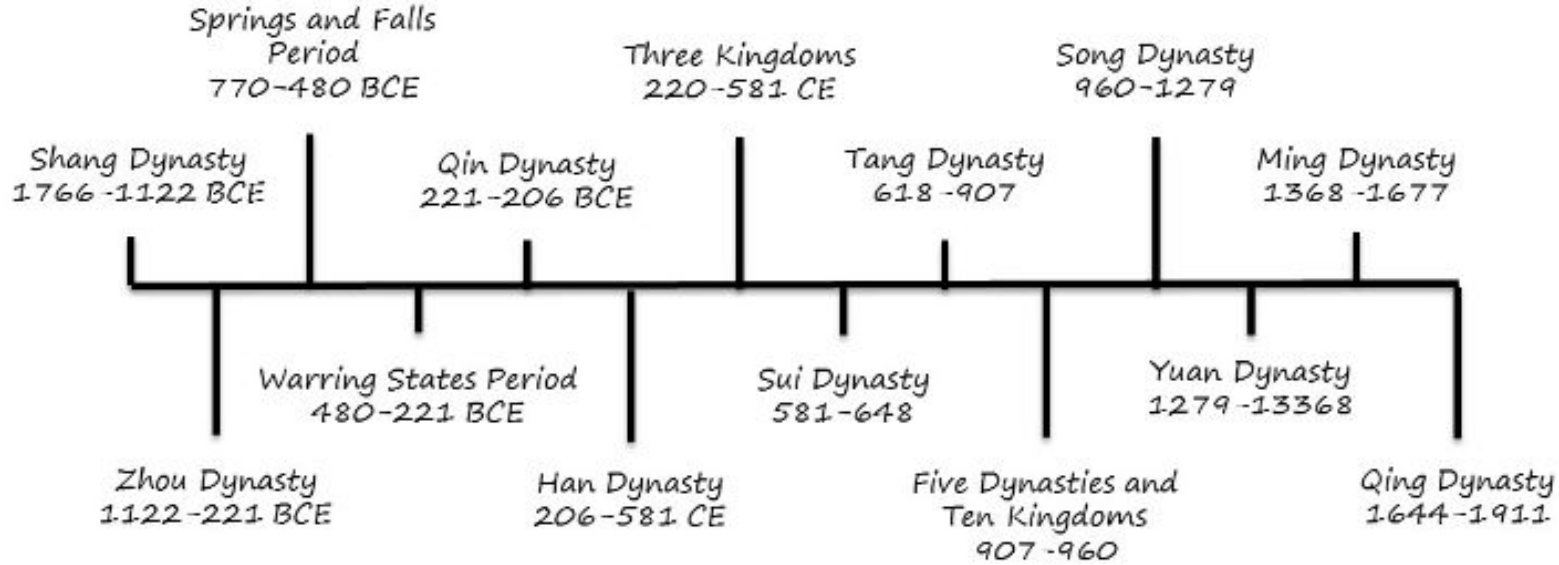 Springs and Falls
Period
770-480 BCE
Three Kingdoms
220-581 CE
Song Dynasty
960-1279
Shang Dynasty
1766-1122 BCE
Qin Dynasty
221-206 BCE
Tang Dynasty
618-907
Ming Dynasty
1368-1677
Warring States Period
480-221 BCE
Sui Dynasty
581-648
Yuan Dynasty
1279-13368
Zhou Dynasty
1122-221 BCE
Han Dynasty
206-581 CE
Five Dynasties and
Ten Kingdoms
907-960
Qing Dynasty
1644-1911